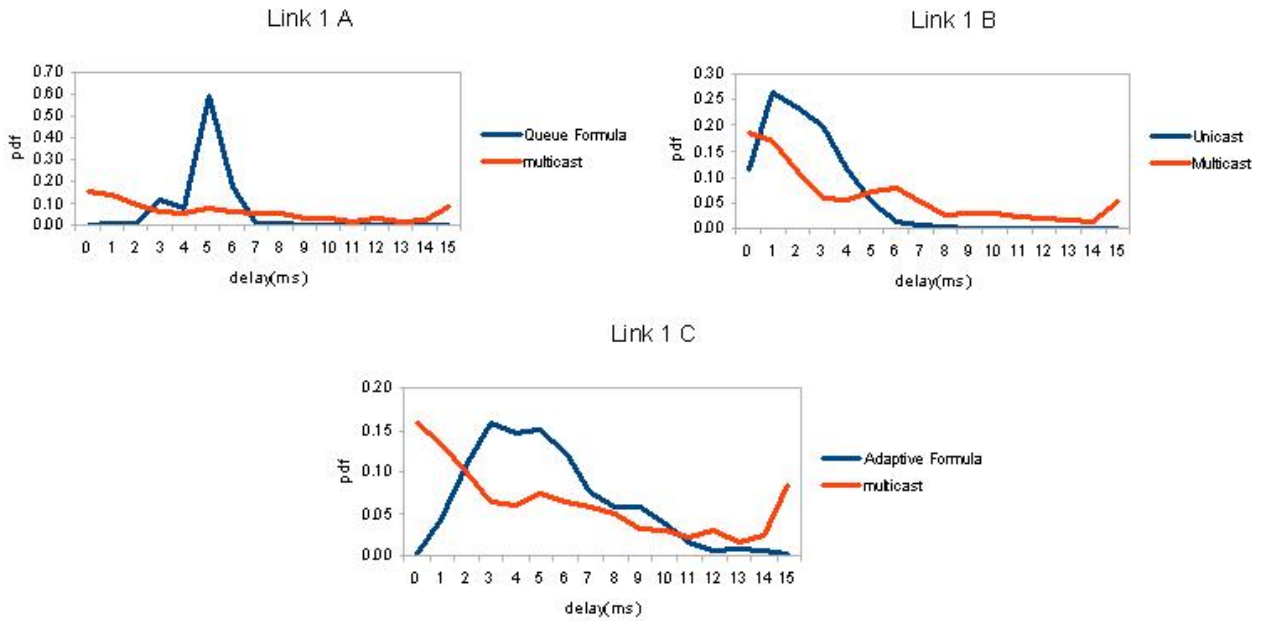 Link 1 A
0.70
0.60
0.50
0.40
0.30
0.20
0.10
0.00
pdf
0 1 2 3 4 5 6 7 8 9 10 11 12 13 14 15
delay(ms)
Queue Formula
multicast
Link 1 B
0.30
0.25
0.20
0.15
0.10
0.05
0.00
pdf
0 1 2 3 4 5 6 7 8 9 10 11 12 13 14 15
delay(ms)
Unicast
Multicast
Link 1 C
0.20
0.15
0.10
0.05
0.00
pdf
0 1 2 3 4 5 6 7 8 9 10 11 12 13 14 15
delay(ms)
Adaptive Formula
multicast